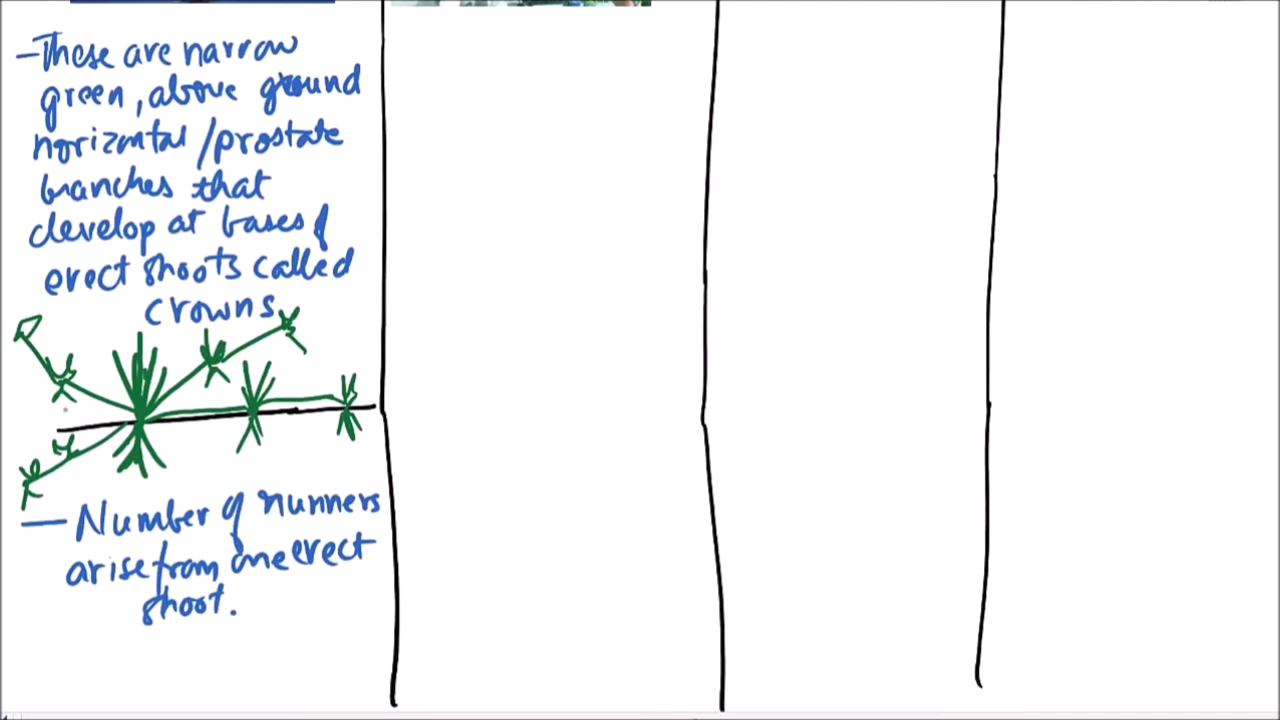 - These are narrow
green, above ground
horizontal / prostate
branches that
develop at bases of
erect shoots called
crowns
- Number of runners
arise from one erect
shoot.